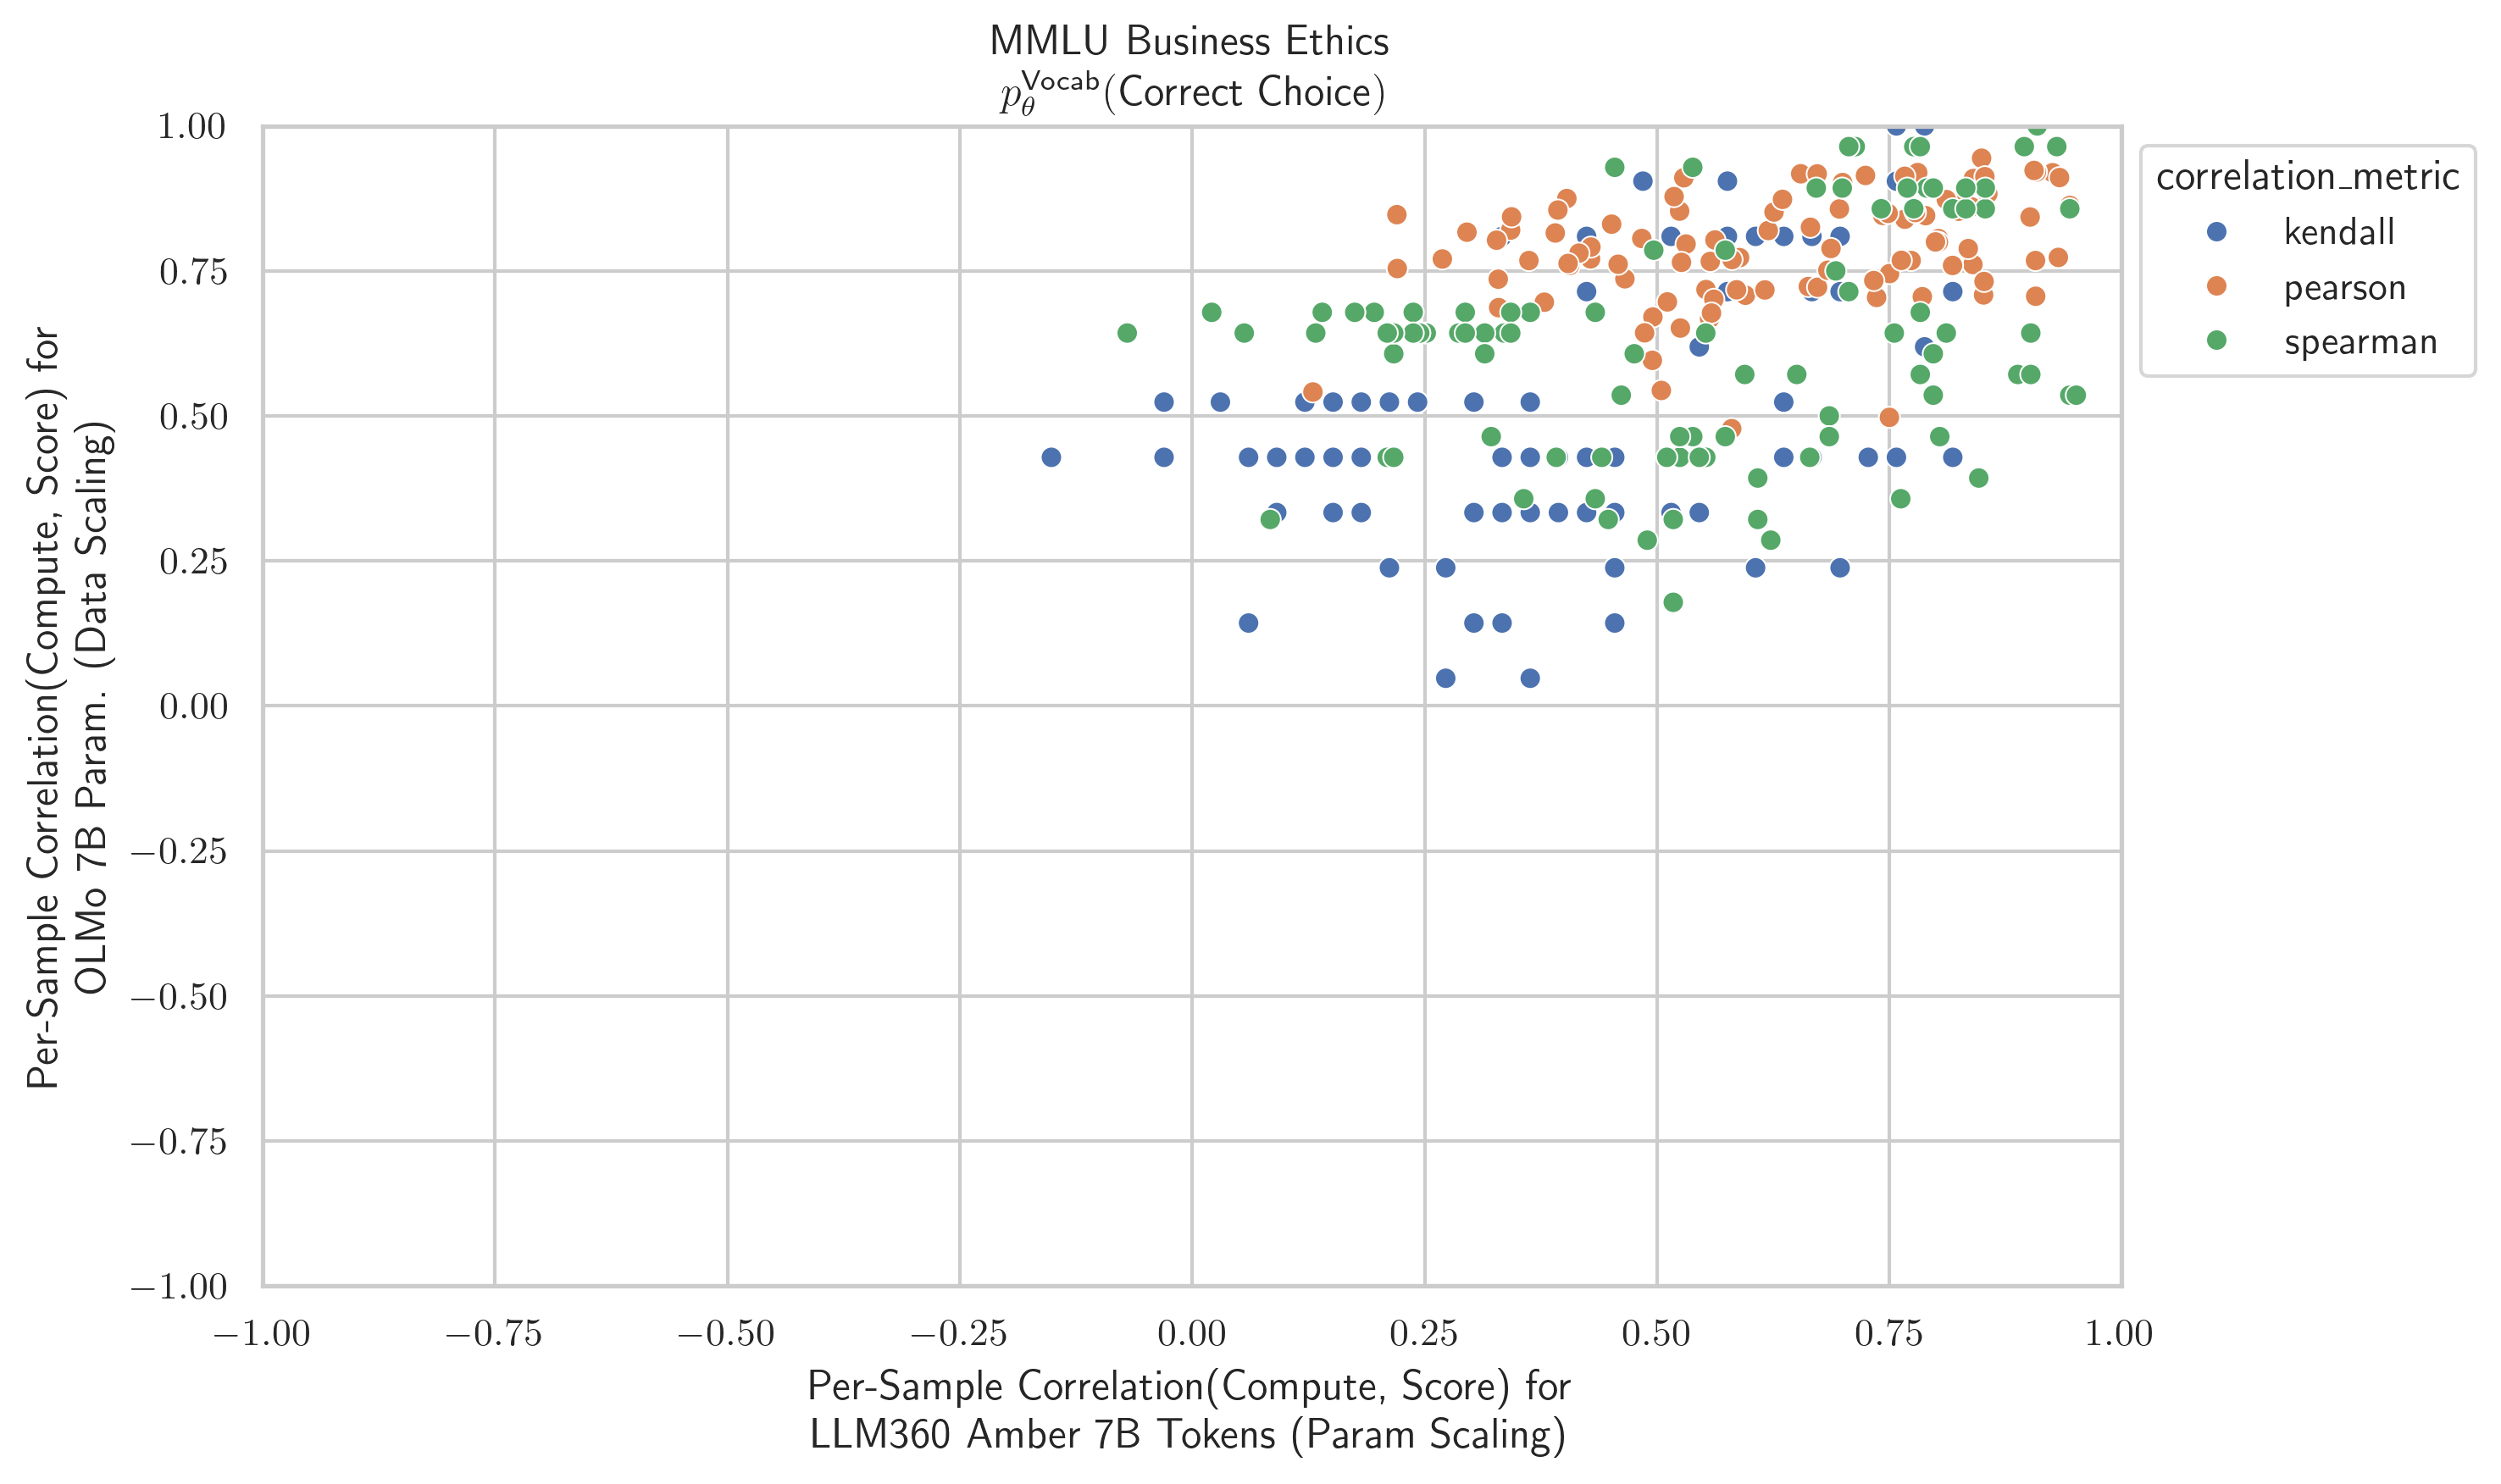 MMLU Business Ethics
p_θ^Vocab(Correct Choice)
1.00
0.75
0.50
0.25
0.00
−0.25
−0.50
−0.75
−1.00
Per-Sample Correlation(Compute, Score) for
OLMo 7B Param. (Data Scaling)
−1.00
−0.75
−0.50
−0.25
0.00
0.25
0.50
0.75
1.00
Per-Sample Correlation(Compute, Score) for
LLM360 Amber 7B Tokens (Param Scaling)
correlation_metric
kendall
pearson
spearman